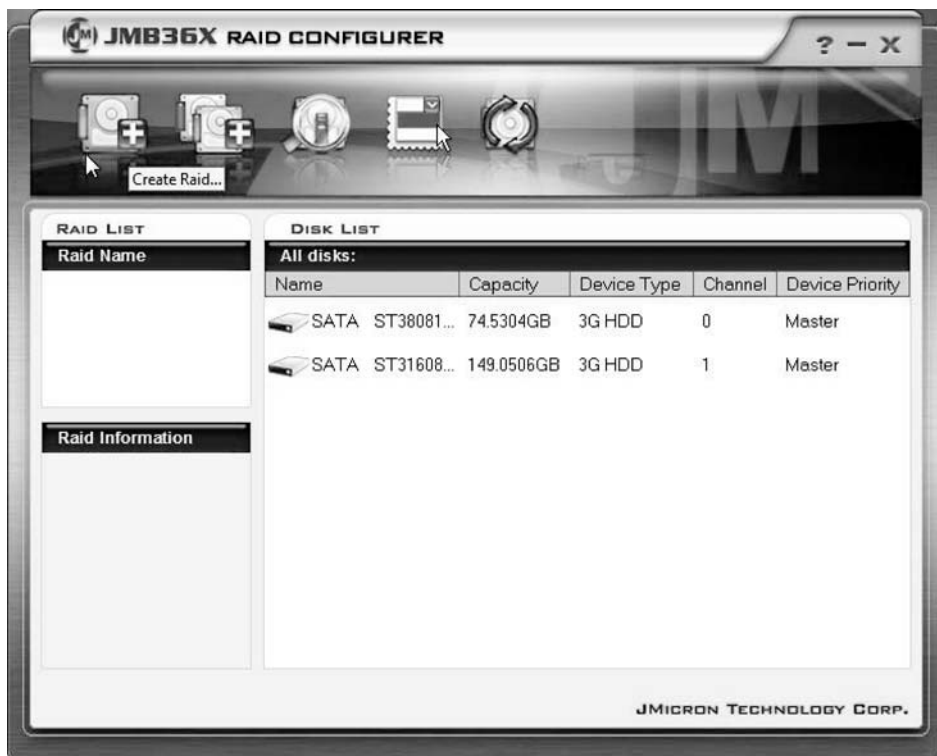 JM JMB36X RAID CONFIGURER
? — X
Create Raid...
JM
RAID LIST
Raid Name
Raid Information
DISK LIST
All disks:
Name Capacity Device Type Channel Device Priority
SATA ST38081... 74.5304GB 3G HDD 0 Master
SATA ST31608... 149.0506GB 3G HDD 1 Master
JMICRON TECHNOLOGY CORP.